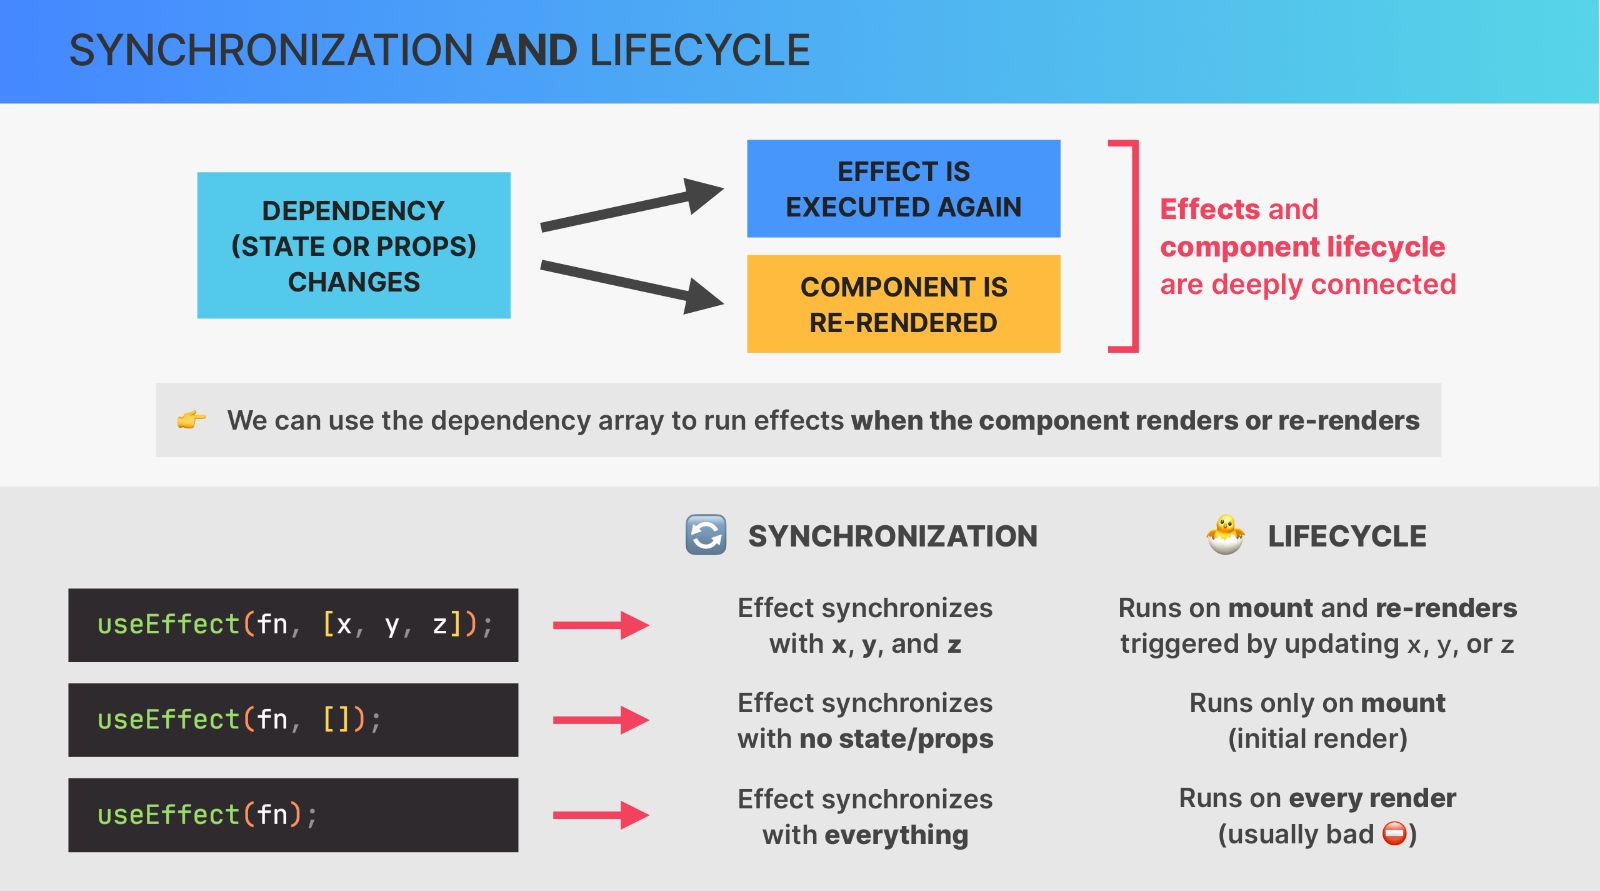 SYNCHRONIZATION AND LIFECYCLE
DEPENDENCY
(STATE OR PROPS)
CHANGES
EFFECT IS
EXECUTED AGAIN
COMPONENT IS
RE-RENDERED
Effects and
component lifecycle
are deeply connected
👉 We can use the dependency array to run effects when the component renders or re-renders
🔄 SYNCHRONIZATION
🐣 LIFECYCLE
useEffect(fn, [x, y, z]);
Effect synchronizes
with x, y, and z
Runs on mount and re-renders
triggered by updating x, y, or z
useEffect(fn, []);
Effect synchronizes
with no state/props
Runs only on mount
(initial render)
useEffect(fn);
Effect synchronizes
with everything
Runs on every render
(usually bad ⛔)